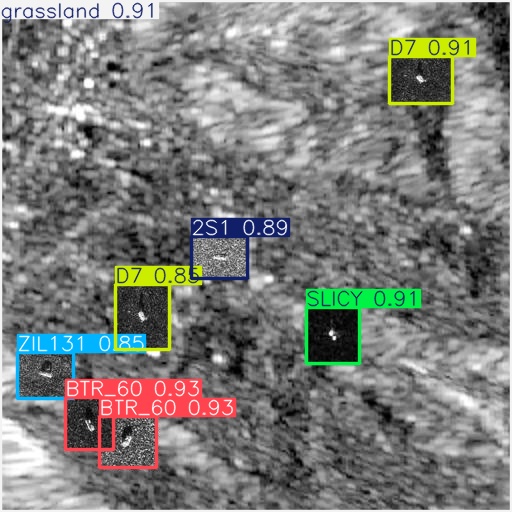 grassland 0.91
D7 0.91
2S1 0.89
D7 0.85
SLICY 0.91
ZIL131 0.85
BTR_60 0.93
BTR_60 0.93